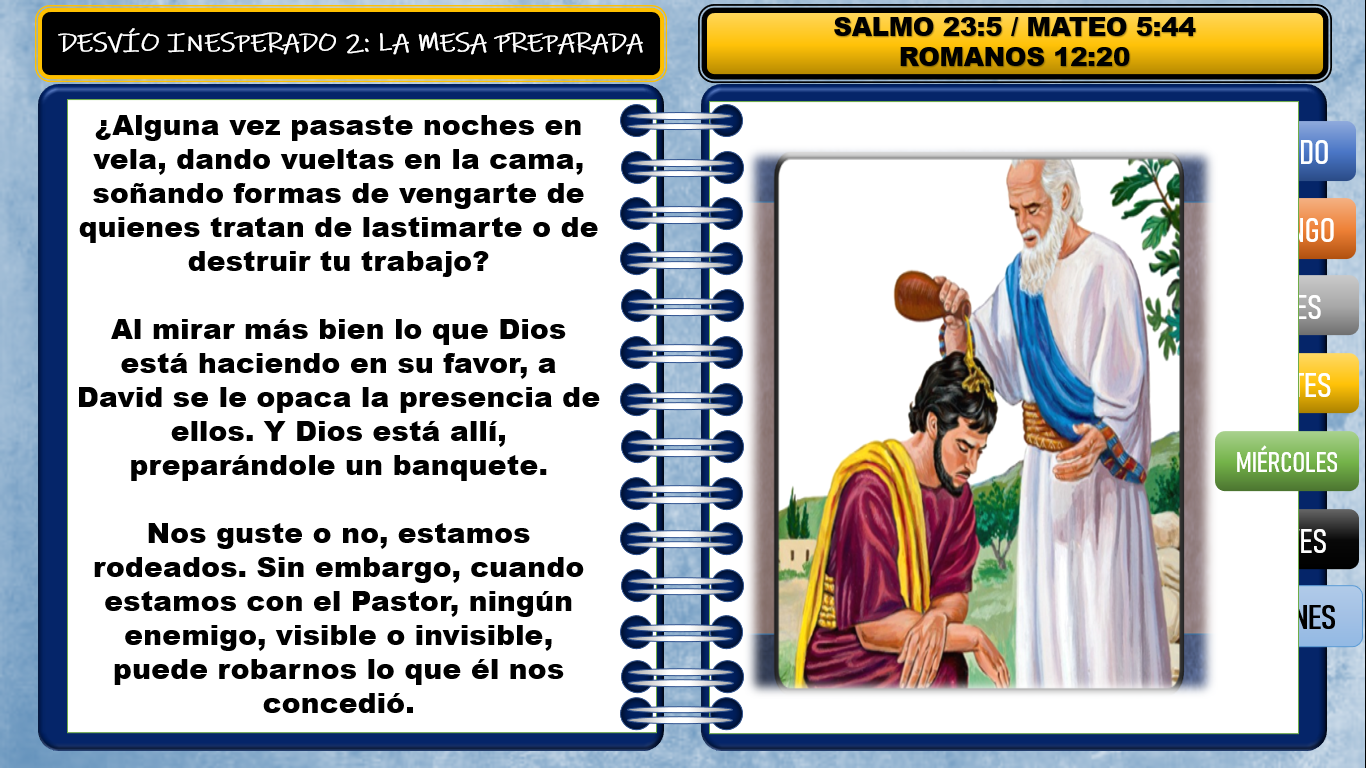 DESVÍO INESPERADO 2: LA MESA PREPARADA
SALMO 23:5 / MATEO 5:44
ROMANOS 12:20
¿Alguna vez pasaste noches en
vela, dando vueltas en la cama,
soñando formas de vengarte de
quienes tratan de lastimarte o de
destruir tu trabajo?
Al mirar más bien lo que Dios
está haciendo en su favor, a
David se le opaca la presencia de
ellos. Y Dios está allí,
preparándole un banquete.
Nos guste o no, estamos
rodeados. Sin embargo, cuando
estamos con el Pastor, ningún
enemigo, visible o invisible,
puede robarnos lo que él nos
concedió.
DO
NGO
ES
TES
MIÉRCOLES
ES
NES